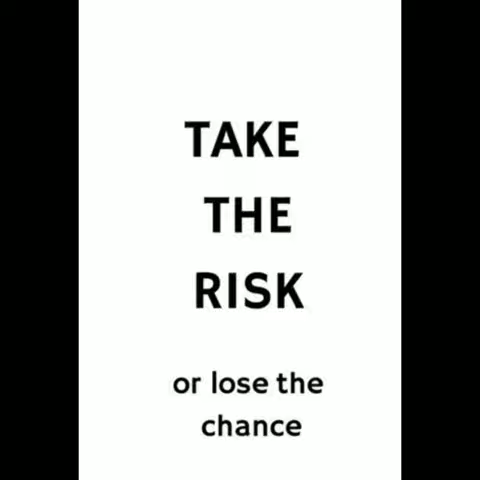 TAKE
THE
RISK
or lose the
chance